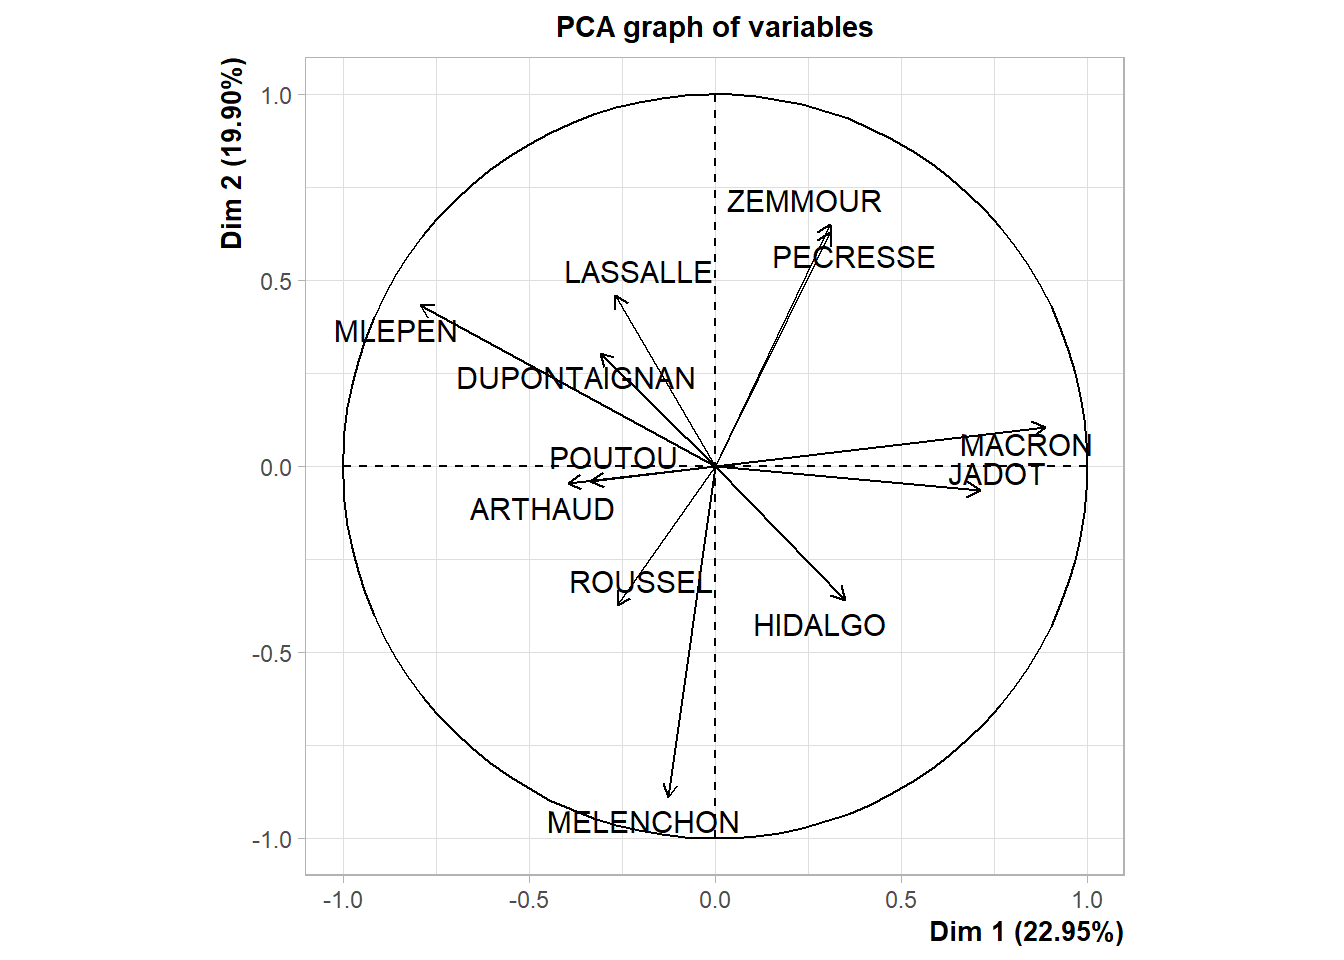 PCA graph of variables
Dim 2 (19.90%)
1.0
0.5
0.0
-0.5
-1.0
ZEMMOUR
PECRESSE
LASSALLE
MLEPEN
DUPONTAIGNAN
MACRON
POUTOU
JADOT
ARTHAUD
ROUSSEL
HIDALGO
MELENCHON
-1.0 -0.5 0.0 0.5 1.0
Dim 1 (22.95%)